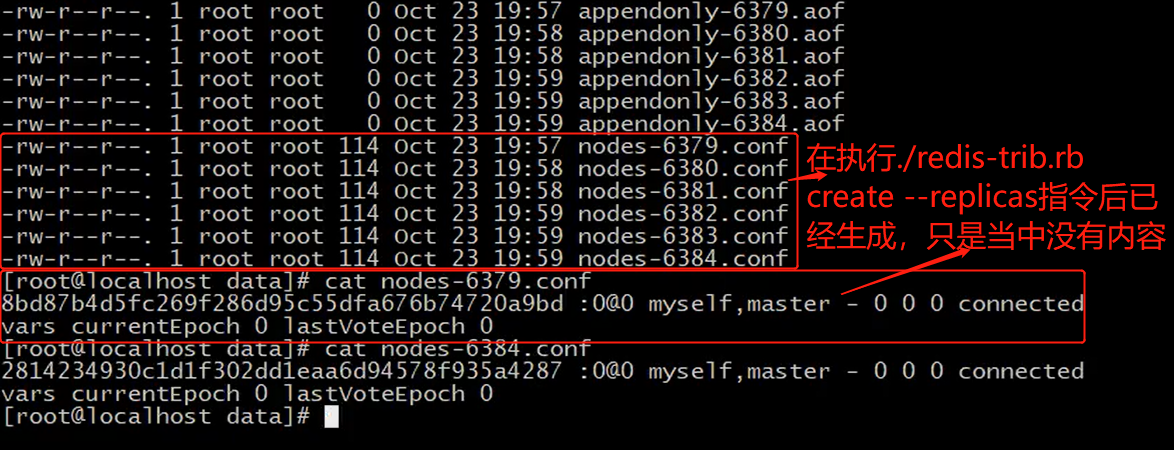 -rw-r--r--. 1 root root   0 Oct 23 19:57 appendonly-6379.aof
-rw-r--r--. 1 root root   0 Oct 23 19:58 appendonly-6380.aof
-rw-r--r--. 1 root root   0 Oct 23 19:58 appendonly-6381.aof
-rw-r--r--. 1 root root   0 Oct 23 19:59 appendonly-6382.aof
-rw-r--r--. 1 root root   0 Oct 23 19:59 appendonly-6383.aof
-rw-r--r--. 1 root root   0 Oct 23 19:59 appendonly-6384.aof
-rw-r--r--. 1 root root 114 Oct 23 19:57 nodes-6379.conf
-rw-r--r--. 1 root root 114 Oct 23 19:58 nodes-6380.conf
-rw-r--r--. 1 root root 114 Oct 23 19:58 nodes-6381.conf
-rw-r--r--. 1 root root 114 Oct 23 19:59 nodes-6382.conf
-rw-r--r--. 1 root root 114 Oct 23 19:59 nodes-6383.conf
-rw-r--r--. 1 root root 114 Oct 23 19:59 nodes-6384.conf
在执行./redis-trib.rb
create --replicas指令后已
经生成，只是当中没有内容
[root@localhost data]# cat nodes-6379.conf
8bd87b4d5fc269f286d95c55dfa676b74720a9bd :0@0 myself,master - 0 0 0 connected
vars currentEpoch 0 lastVoteEpoch 0
[root@localhost data]# cat nodes-6384.conf
2814234930c1d1f302dd1eaa6d94578f935a4287 :0@0 myself,master - 0 0 0 connected
vars currentEpoch 0 lastVoteEpoch 0
[root@localhost data]#